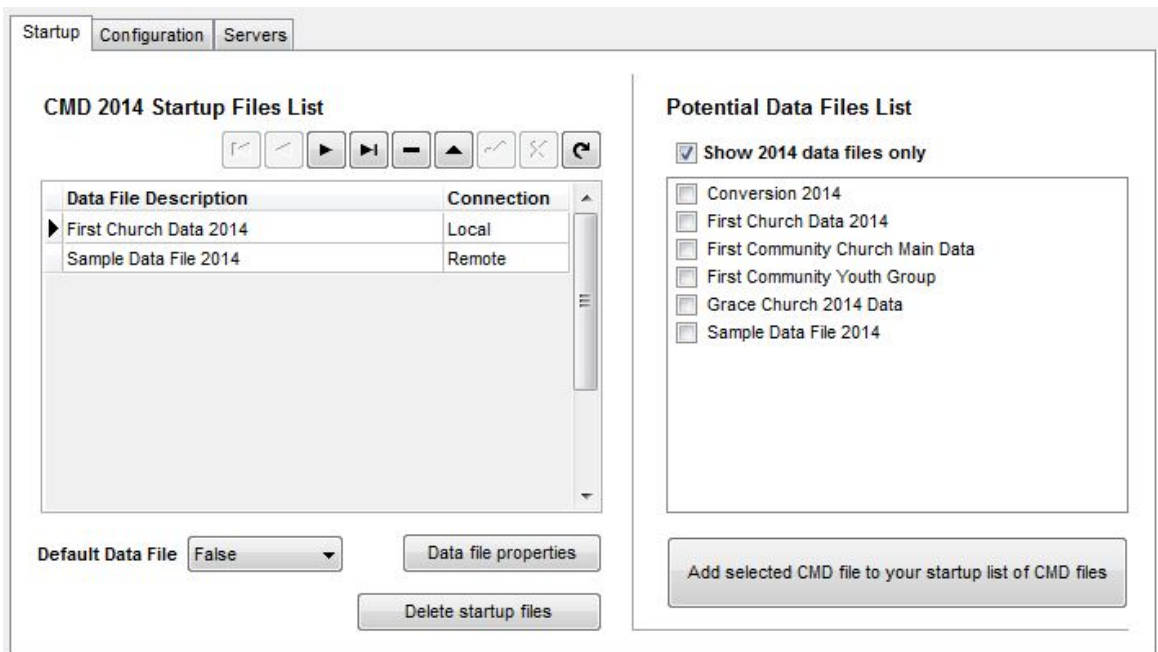 Startup Configuration Servers
CMD 2014 Startup Files List
Data File Description Connection
First Church Data 2014 Local
Sample Data File 2014 Remote
Default Data File False Data file properties
Delete startup files
Potential Data Files List
Show 2014 data files only
Conversion 2014
First Church Data 2014
First Community Church Main Data
First Community Youth Group
Grace Church 2014 Data
Sample Data File 2014
Add selected CMD file to your startup list of CMD files